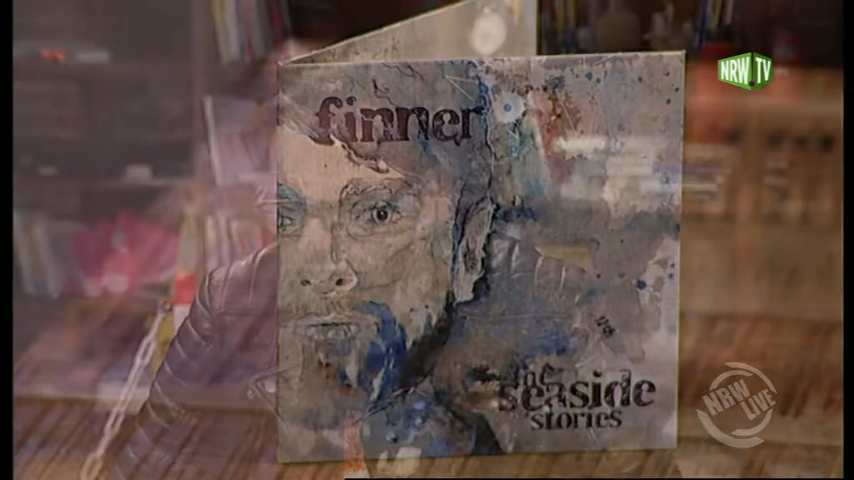 NRW.TV
finner
the
seaside
stories
NRW LIVE